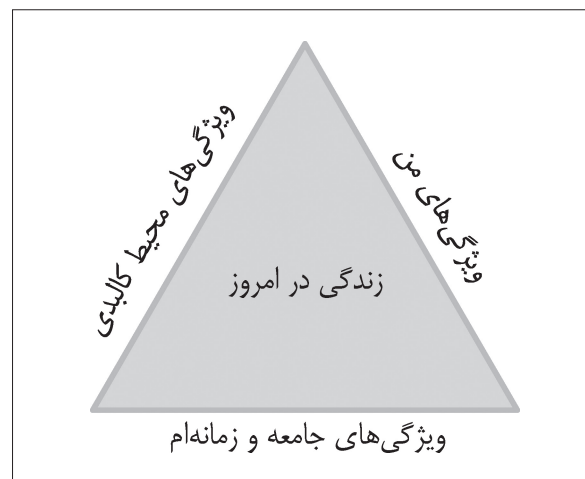 ویژگی‌های من
ویژگی‌های محیط کالبدی
زندگی در امروز
ویژگی‌های جامعه و زمانه‌ام